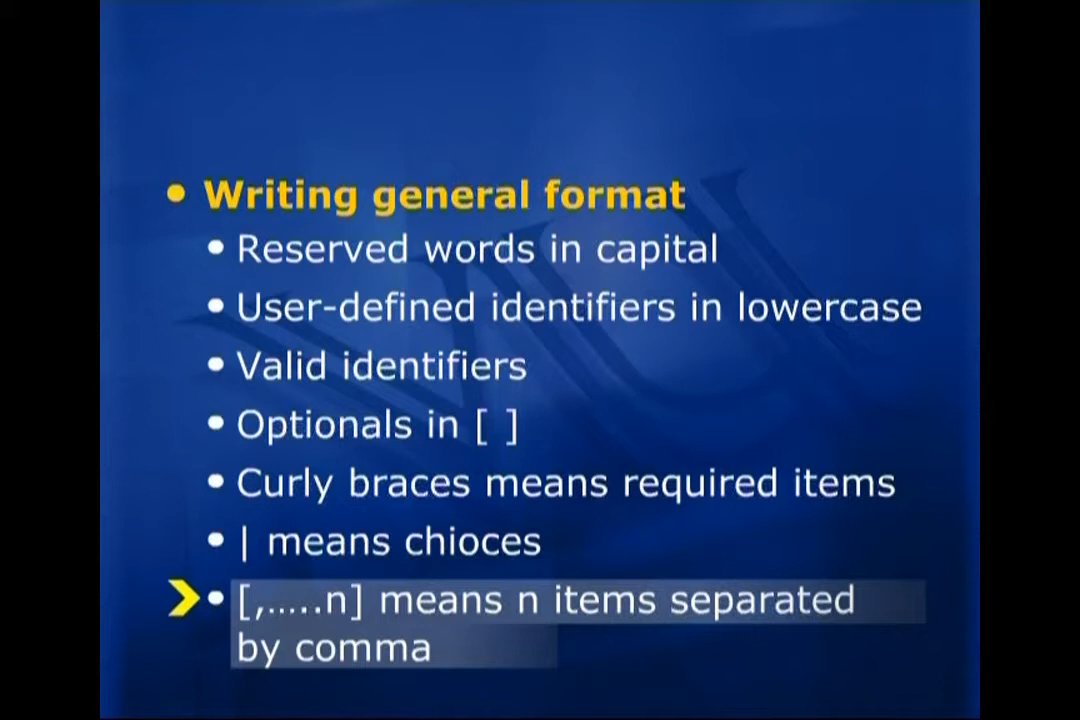 • Writing general format
• Reserved words in capital
• User-defined identifiers in lowercase
• Valid identifiers
• Optionals in [ ]
• Curly braces means required items
• | means chioces
• [,.....n] means n items separated
by comma
VU